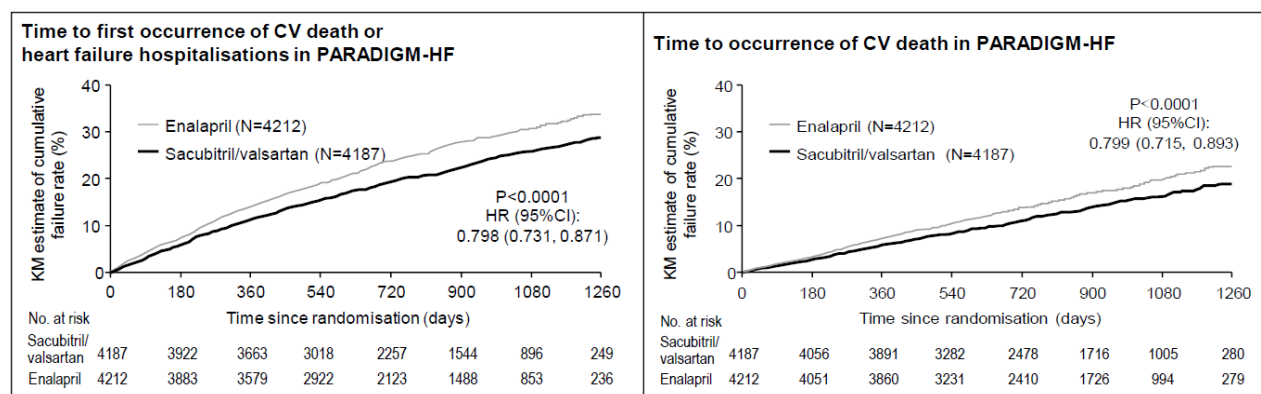 Time to first occurrence of CV death or
heart failure hospitalisations in PARADIGM-HF
KM estimate of cumulative
failure rate (%)
40
30
20
10
0
Enalapril (N=4212)
Sacubitril/valsartan (N=4187)
P<0.0001
HR (95%CI):
0.798 (0.731, 0.871)
0 180 360 540 720 900 1080 1260
Time since randomisation (days)
No. at risk
Sacubitril/
valsartan 4187 3922 3663 3018 2257 1544 896 249
Enalapril 4212 3883 3579 2922 2123 1488 853 236
Time to occurrence of CV death in PARADIGM-HF
KM estimate of cumulative
failure rate (%)
40
30
20
10
0
Enalapril (N=4212)
Sacubitril/valsartan (N=4187)
P<0.0001
HR (95%CI):
0.799 (0.715, 0.893)
0 180 360 540 720 900 1080 1260
Time since randomisation (days)
No. at risk
Sacubitril/
valsartan 4187 4056 3891 3282 2478 1716 1005 280
Enalapril 4212 4051 3860 3231 2410 1726 994 279